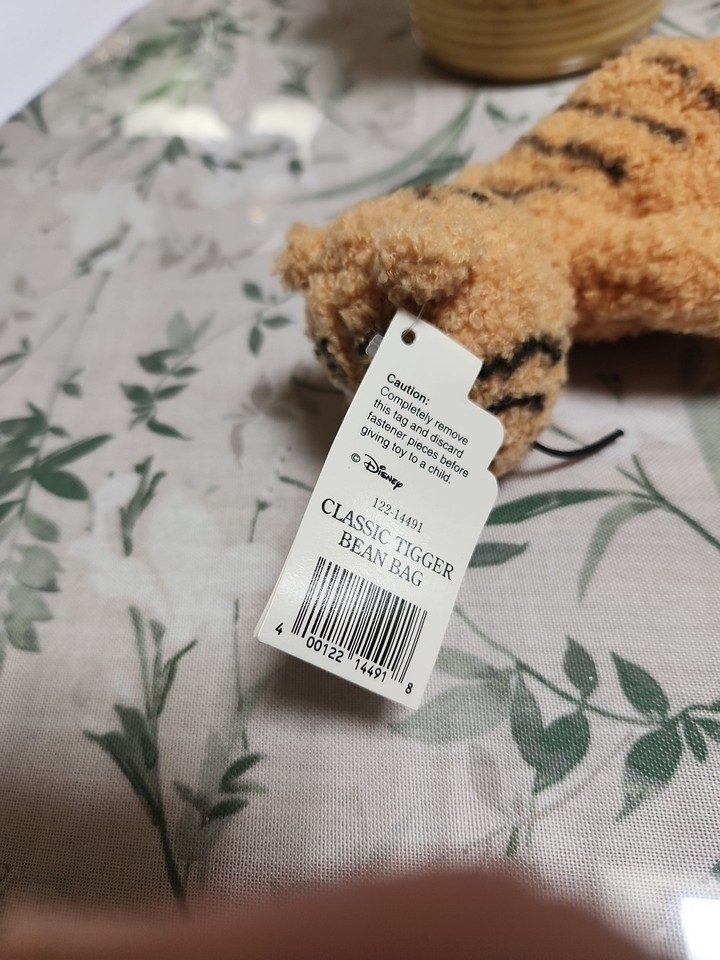 Caution:
Completely remove
this tag and discard
fastener pieces before
giving toy to a child.
© Disney
122-14491
CLASSIC TIGGER
BEAN BAG
4 00122 14491 8